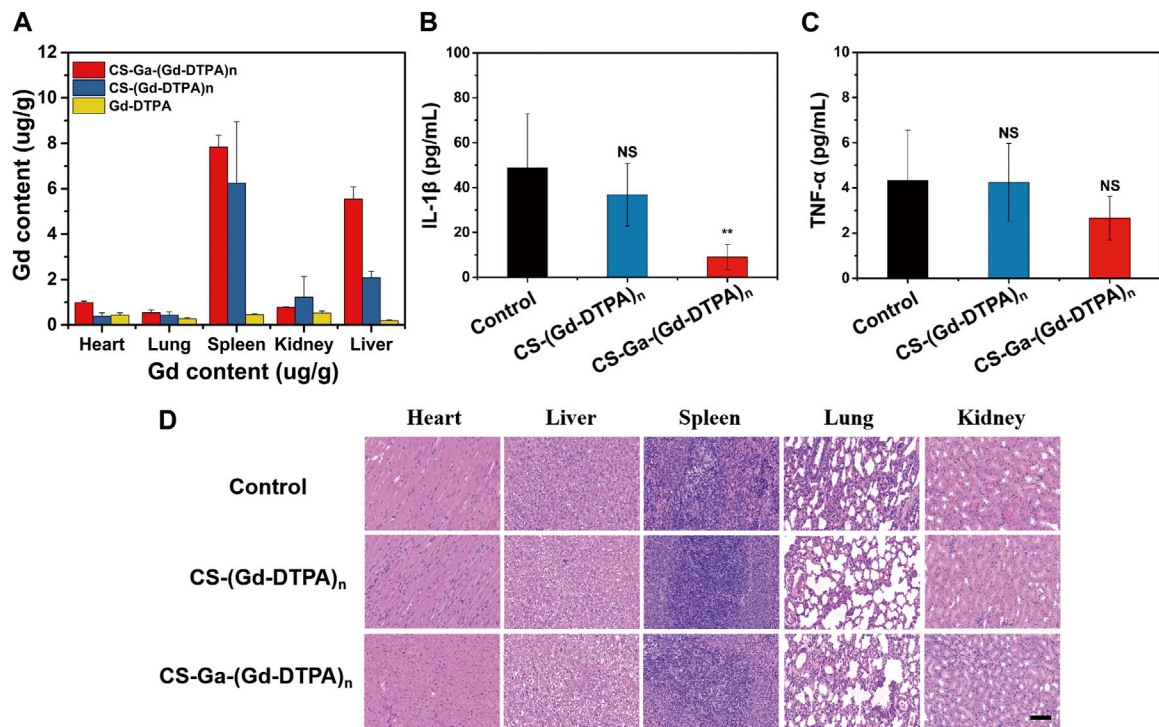 A
Gd content (ug/g)
12
10
8
6
4
2
0
CS-Ga-(Gd-DTPA)n
CS-(Gd-DTPA)n
Gd-DTPA
Heart Lung Spleen Kidney Liver
Gd content (ug/g)
B
IL-1β (pg/mL)
100
80
60
40
20
0
NS
**
Control
CS-(Gd-DTPA)n
CS-Ga-(Gd-DTPA)n
C
TNF-α (pg/mL)
10
8
6
4
2
0
NS
NS
Control
CS-(Gd-DTPA)n
CS-Ga-(Gd-DTPA)n
D
Heart Liver Spleen Lung Kidney
Control
CS-(Gd-DTPA)n
CS-Ga-(Gd-DTPA)n